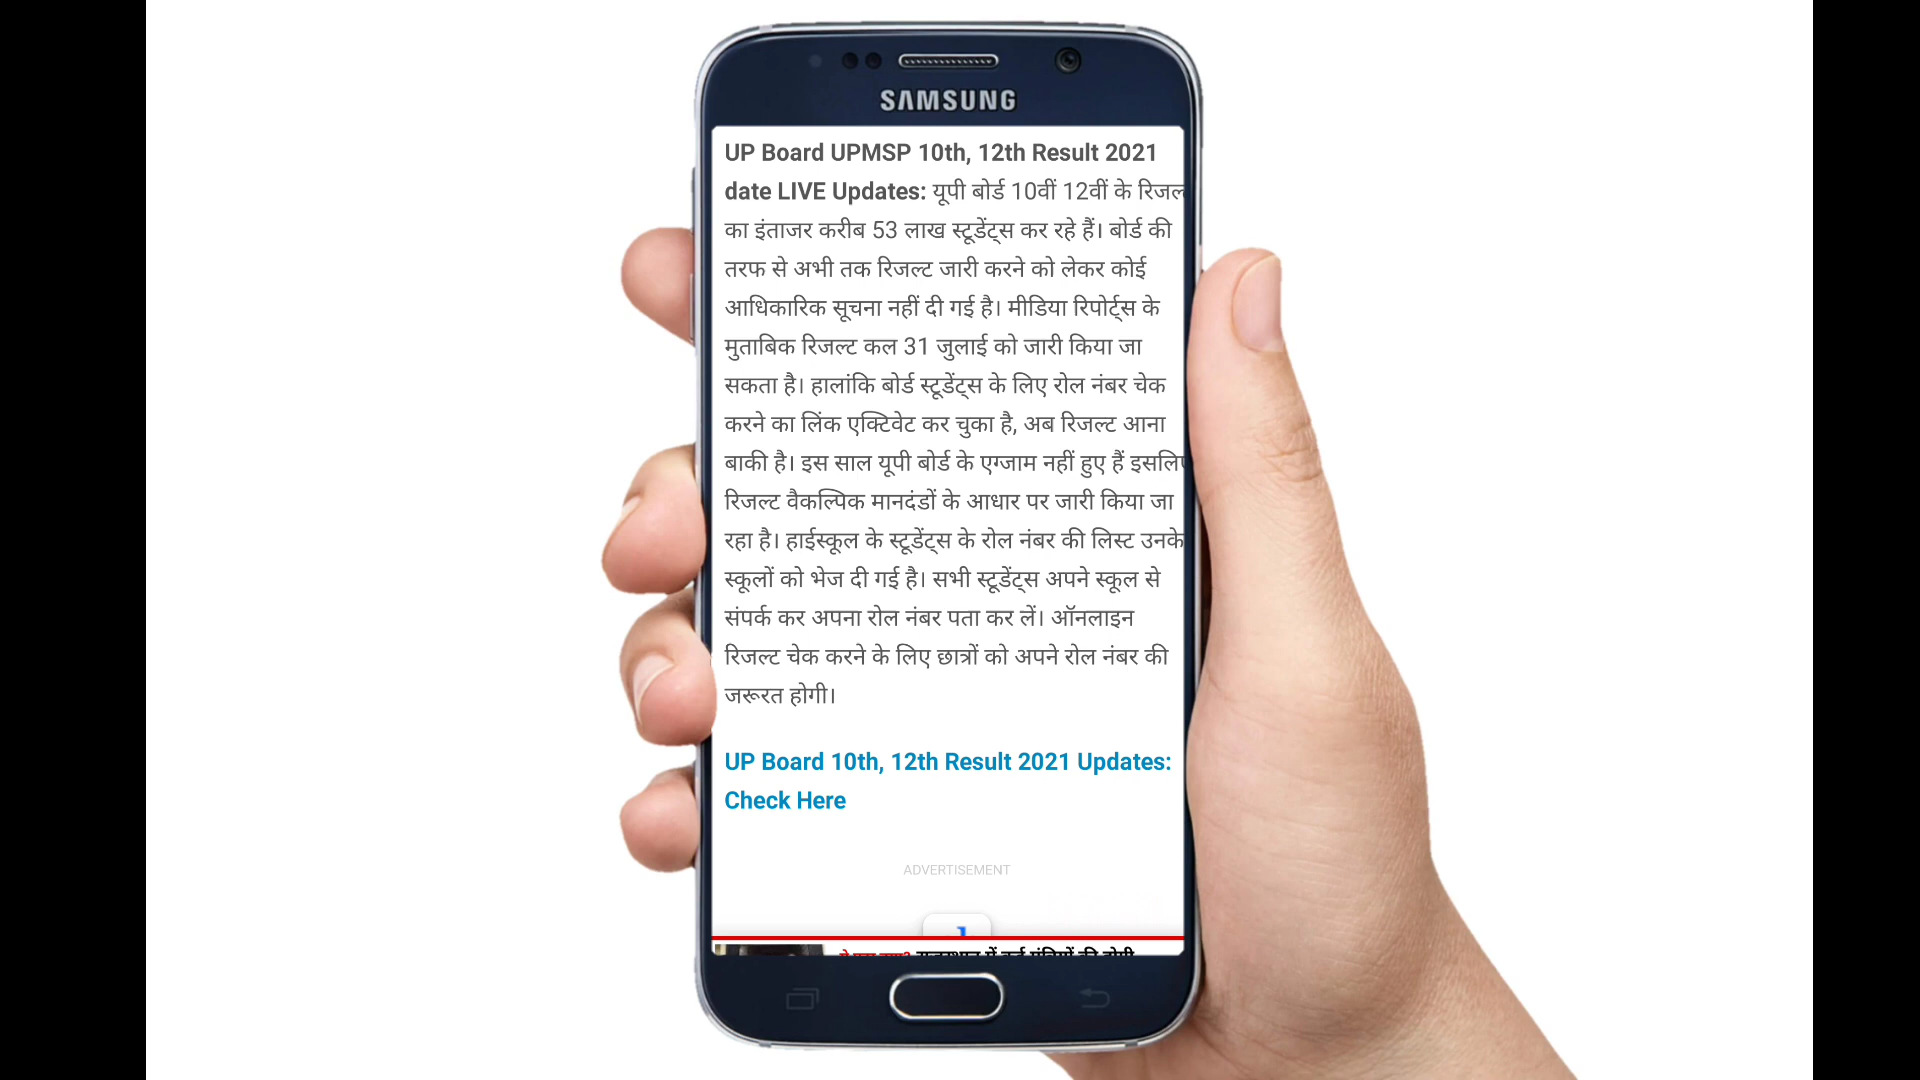 SAMSUNG
UP Board UPMSP 10th, 12th Result 2021
date LIVE Updates: यूपी बोर्ड 10वीं 12वीं के रिजल्
का इंताजर करीब 53 लाख स्टूडेंट्स कर रहे हैं। बोर्ड की
तरफ से अभी तक रिजल्ट जारी करने को लेकर कोई
आधिकारिक सूचना नहीं दी गई है। मीडिया रिपोर्ट्स के
मुताबिक रिजल्ट कल 31 जुलाई को जारी किया जा
सकता है। हालांकि बोर्ड स्टूडेंट्स के लिए रोल नंबर चेक
करने का लिंक एक्टिवेट कर चुका है, अब रिजल्ट आना
बाकी है। इस साल यूपी बोर्ड के एग्जाम नहीं हुए हैं इसलिए
रिजल्ट वैकल्पिक मानदंडों के आधार पर जारी किया जा
रहा है। हाईस्कूल के स्टूडेंट्स के रोल नंबर की लिस्ट उनके
स्कूलों को भेज दी गई है। सभी स्टूडेंट्स अपने स्कूल से
संपर्क कर अपना रोल नंबर पता कर लें। ऑनलाइन
रिजल्ट चेक करने के लिए छात्रों को अपने रोल नंबर की
जरूरत होगी।
UP Board 10th, 12th Result 2021 Updates:
Check Here
ADVERTISEMENT